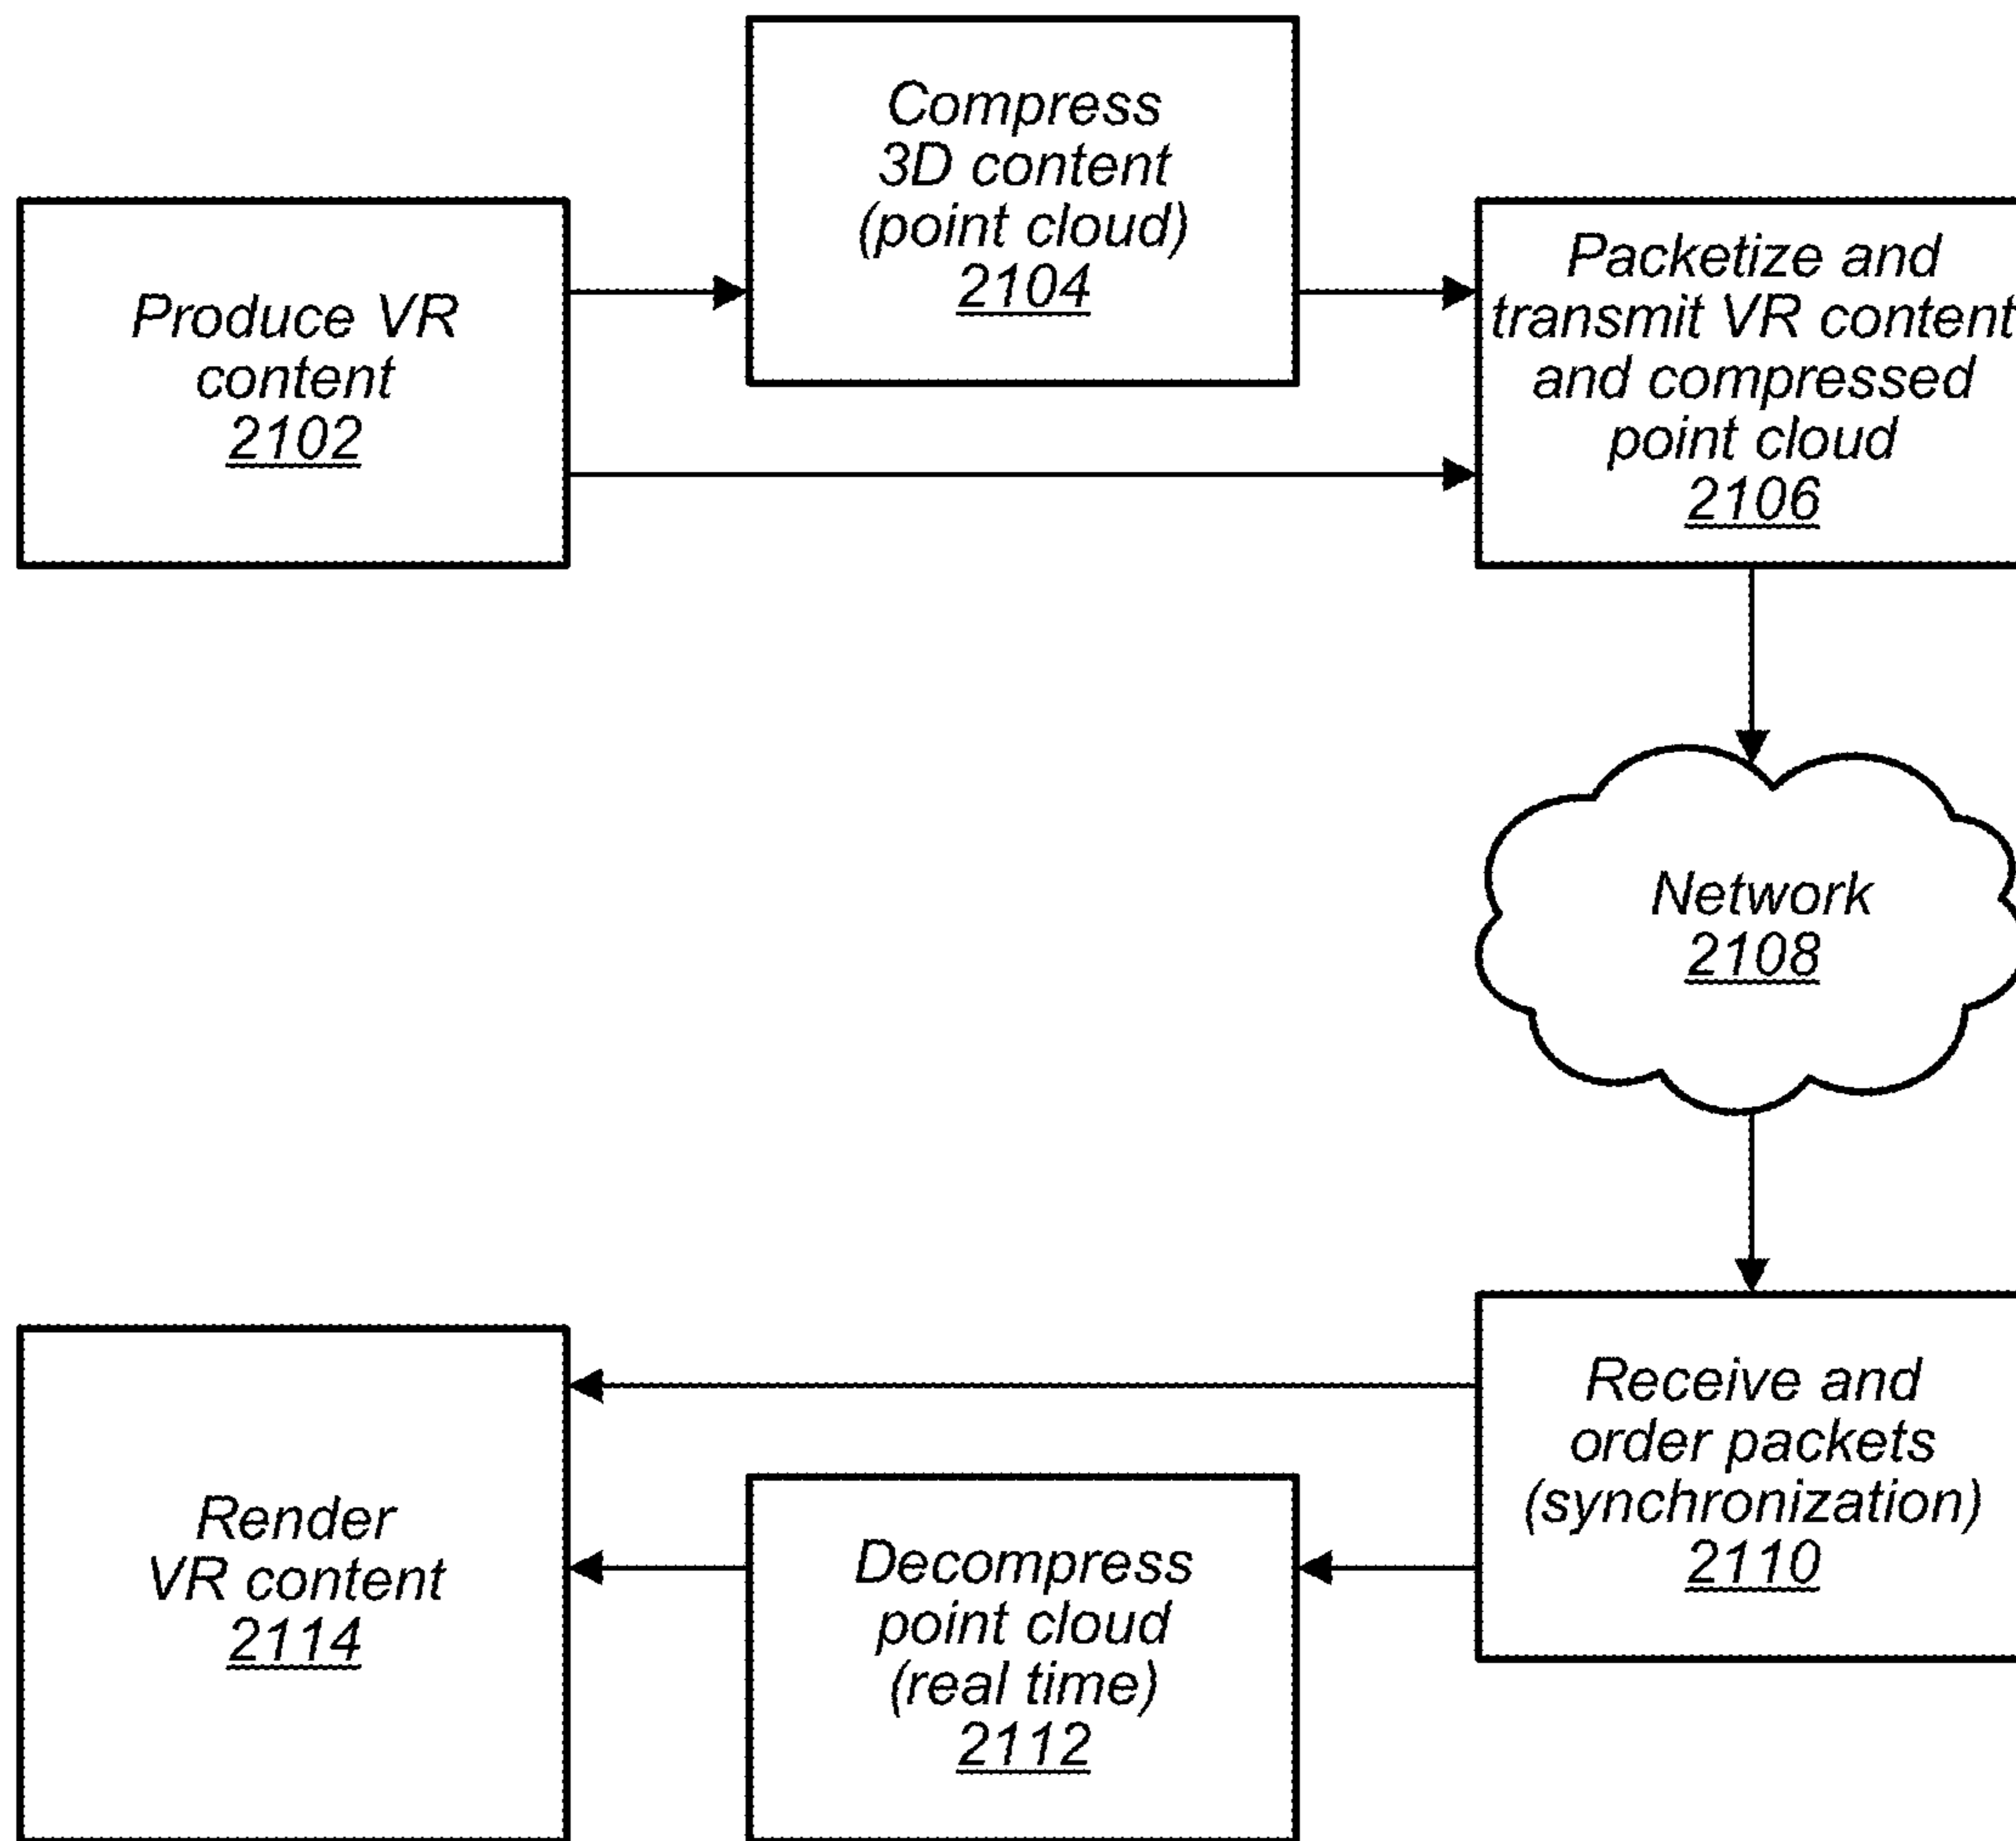 Compress
3D content
(point cloud)
2104
Produce VR
content
2102
Packetize and
transmit VR content
and compressed
point cloud
2106
Network
2108
Receive and
order packets
(synchronization)
2110
Decompress
point cloud
(real time)
2112
Render
VR content
2114